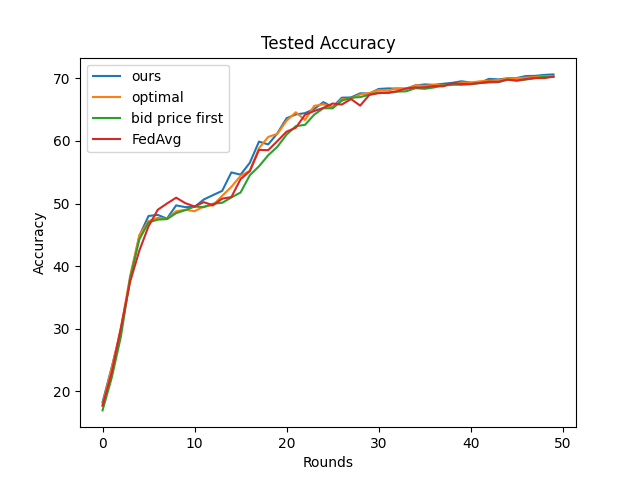 Tested Accuracy
ours
optimal
bid price first
FedAvg
Accuracy
70
60
50
40
30
20
0 10 20 30 40 50
Rounds